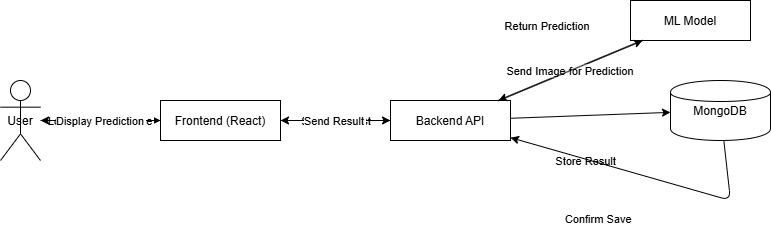 Return Prediction
ML Model
Send Image for Prediction
MongoDB
User
Display Prediction
Frontend (React)
Send Result
Backend API
Store Result
Confirm Save